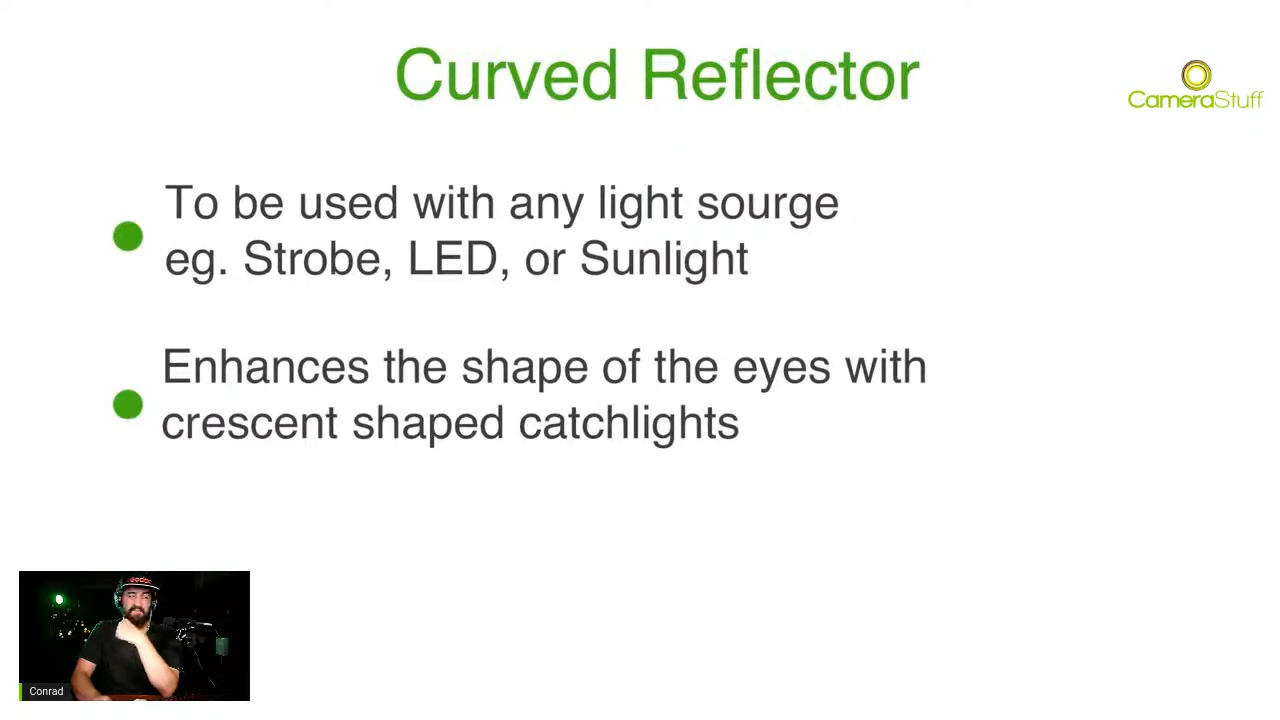 Curved Reflector
CameraStuff
To be used with any light sourge
eg. Strobe, LED, or Sunlight
Enhances the shape of the eyes with
crescent shaped catchlights
Godox
Conrad